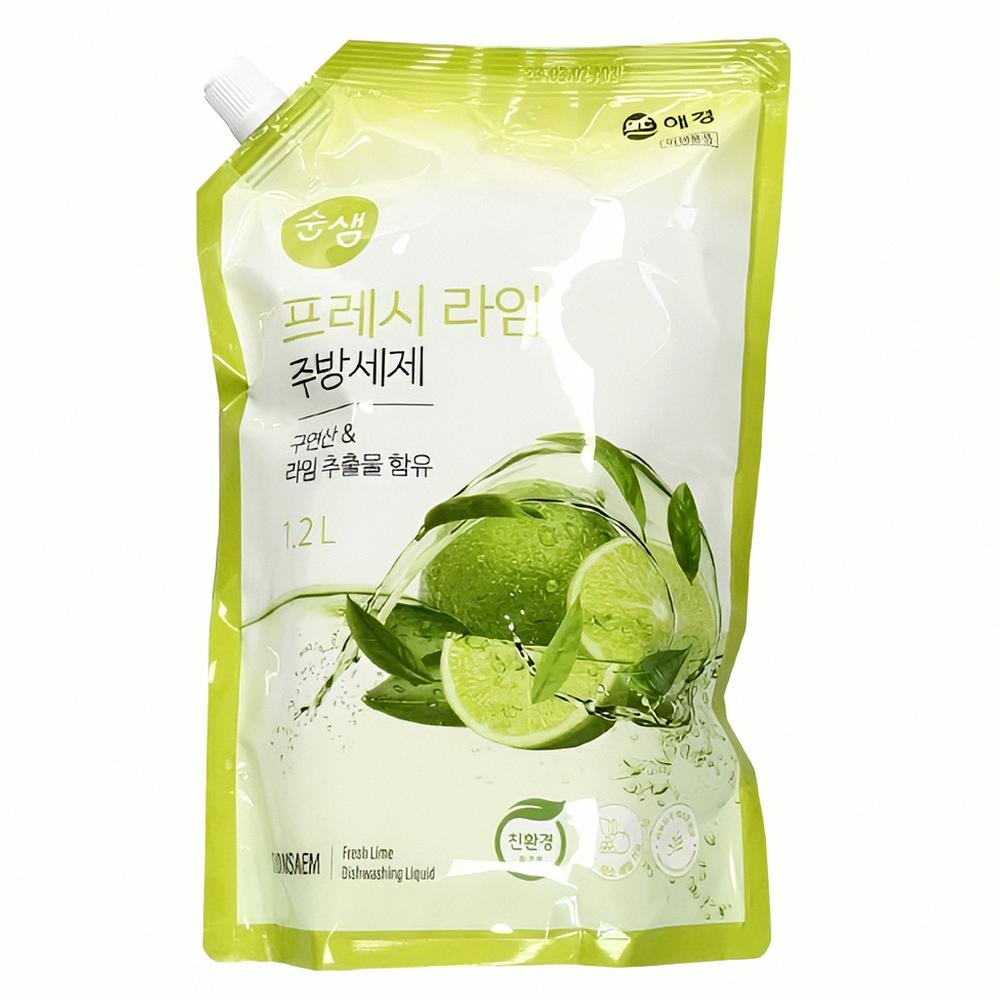 애경
순샘
프레시 라임
주방세제
구연산 &
라임 추출물 함유
1.2 L
친환경
Fresh Lime
Dishwashing Liquid